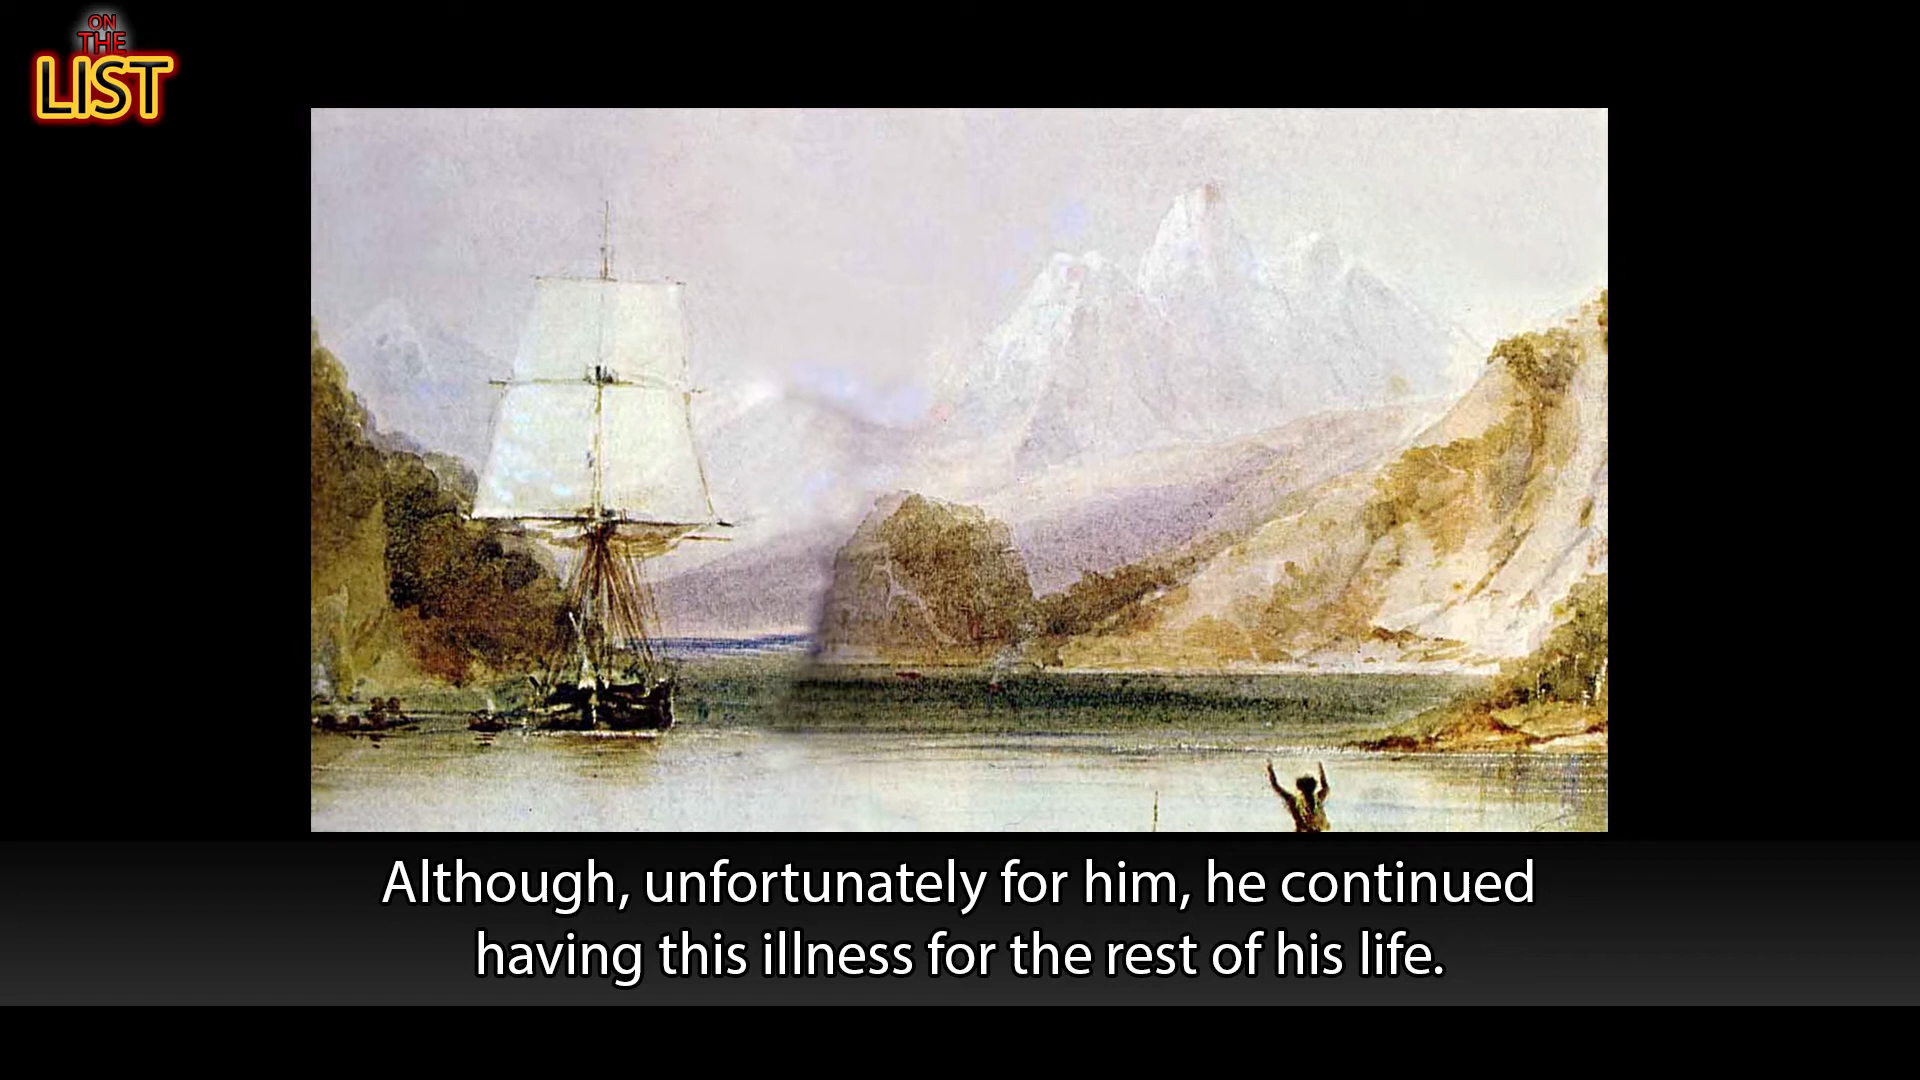 ON
THE
LIST
Although, unfortunately for him, he continued
having this illness for the rest of his life.